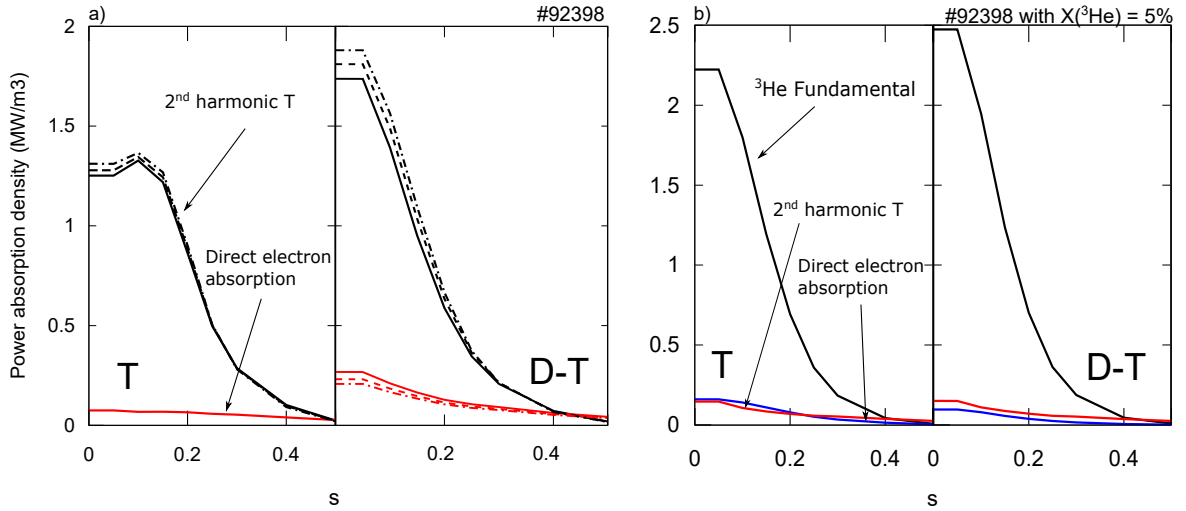 a)
#92398
Power absorption density (MW/m3)
2
1.5
1
0.5
0
2nd harmonic T
Direct electron
absorption
T
D-T
0
0.2
0.4
0.2
0.4
s
b)
#92398 with X(³He) = 5%
2.5
2
1.5
1
0.5
0
³He Fundamental
2nd harmonic T
Direct electron
absorption
T
D-T
0
0.2
0.4
0
0.2
0.4
s